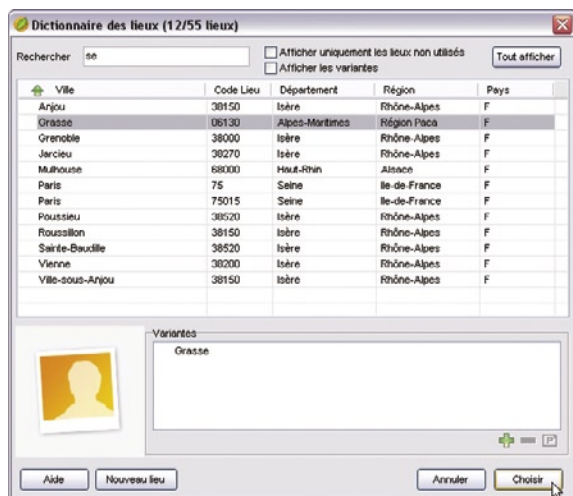 Dictionnaire des lieux (12/55 lieux)
Rechercher se Afficher uniquement les lieux non utilisés Tout afficher
Afficher les variantes
Ville Code Lieu Département Région Pays
Anjou 38150 Isère Rhône-Alpes F
Grasse 06130 Alpes-Maritimes Région Paca F
Grenoble 38000 Isère Rhône-Alpes F
Jarcieu 38270 Isère Rhône-Alpes F
Mulhouse 68000 Haut-Rhin Alsace F
Paris 75 Seine Ile-de-France F
Paris 75015 Seine Ile-de-France F
Poussieu 38520 Isère Rhône-Alpes F
Roussillon 38150 Isère Rhône-Alpes F
Sainte-Baudille 38520 Isère Rhône-Alpes F
Vienne 38200 Isère Rhône-Alpes F
Ville-sous-Anjou 38150 Isère Rhône-Alpes F
Variantes
Grasse
P
Aide Nouveau lieu Annuler Choisir